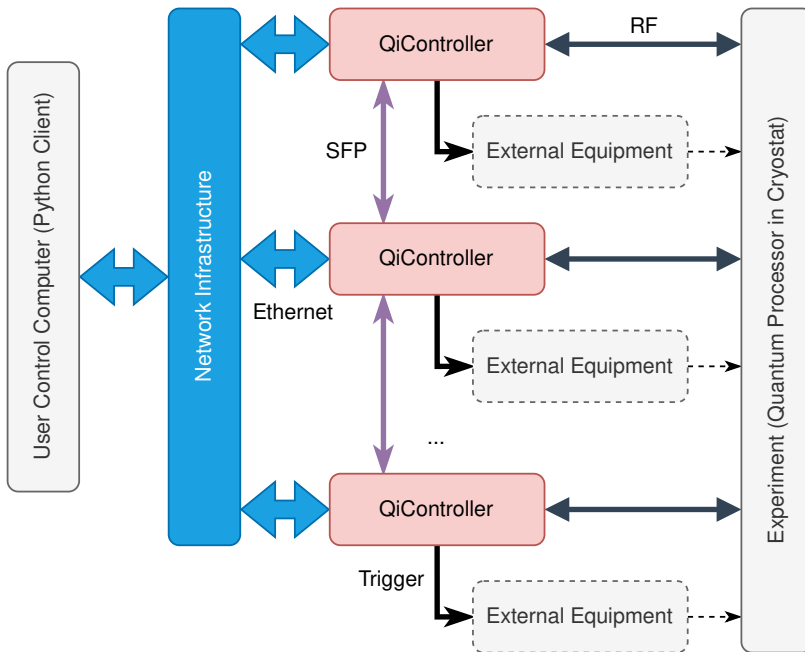 User Control Computer (Python Client)
Network Infrastructure
QiController
RF
External Equipment
SFP
QiController
Ethernet
External Equipment
...
QiController
Trigger
External Equipment
Experiment (Quantum Processor in Cryostat)